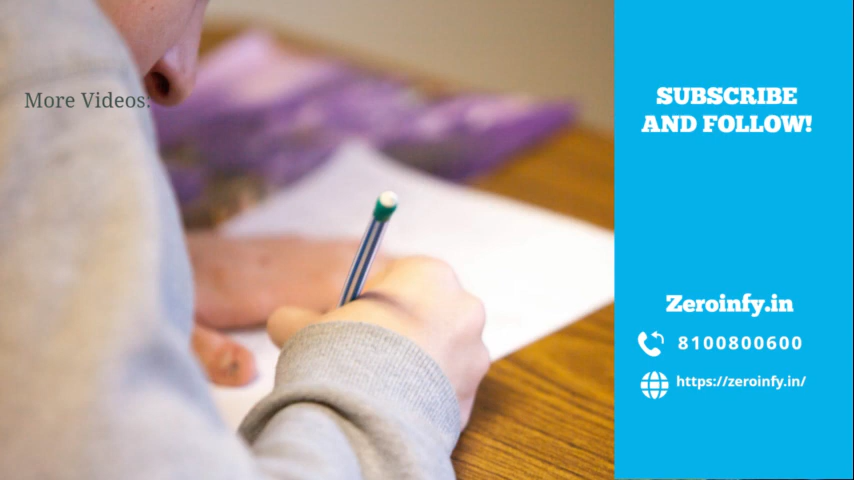 More Videos:
SUBSCRIBE
AND FOLLOW!
Zeroinfy.in
8100800600
https://zeroinfy.in/